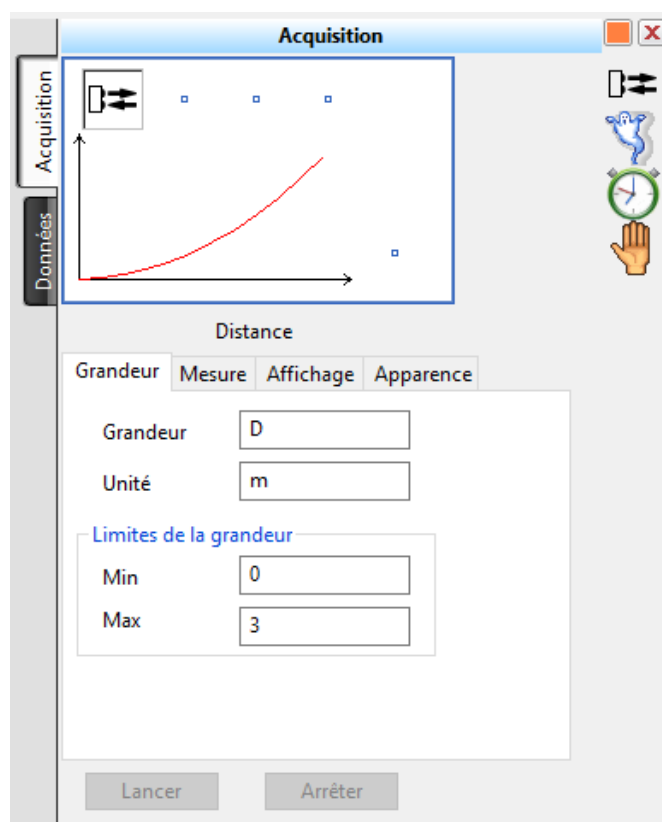 Acquisition
Acquisition
Données
Distance
Grandeur Mesure Affichage Apparence
Grandeur D
Unité m
Limites de la grandeur
Min 0
Max 3
Lancer Arrêter